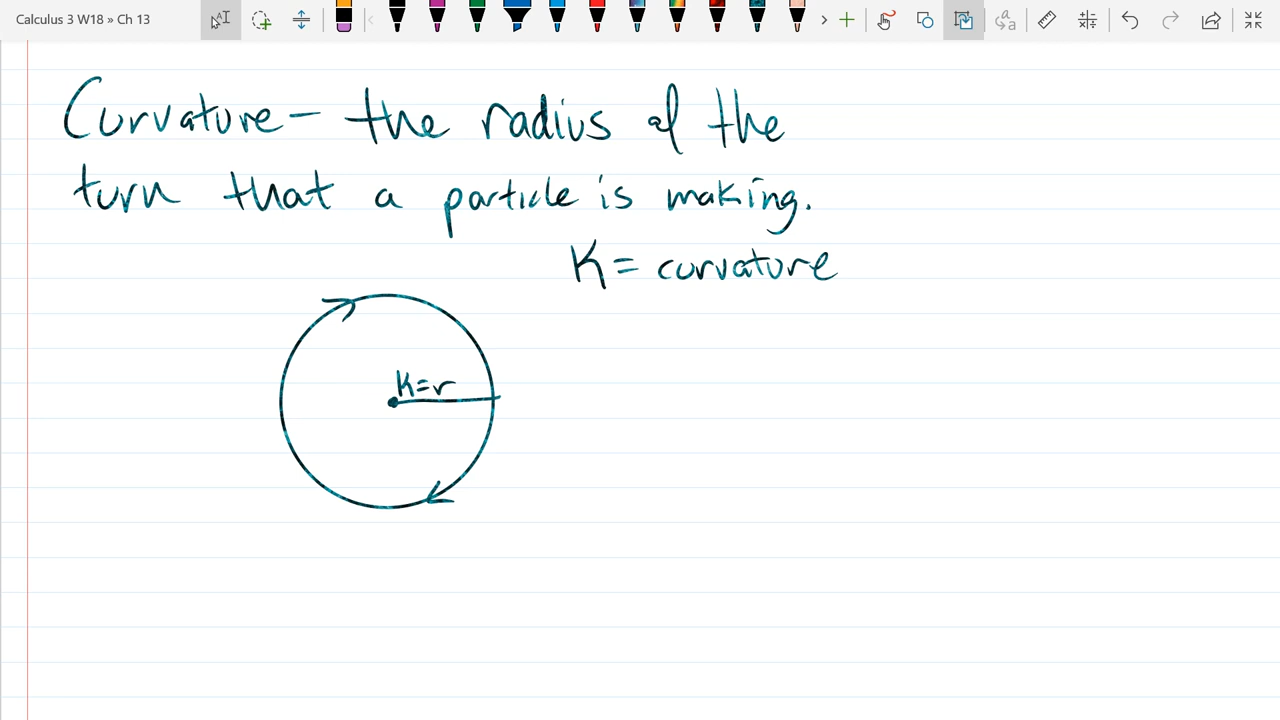 Calculus 3 W18 » Ch 13
Curvature - the radius of the
turn that a particle is making.
K = curvature
K=r